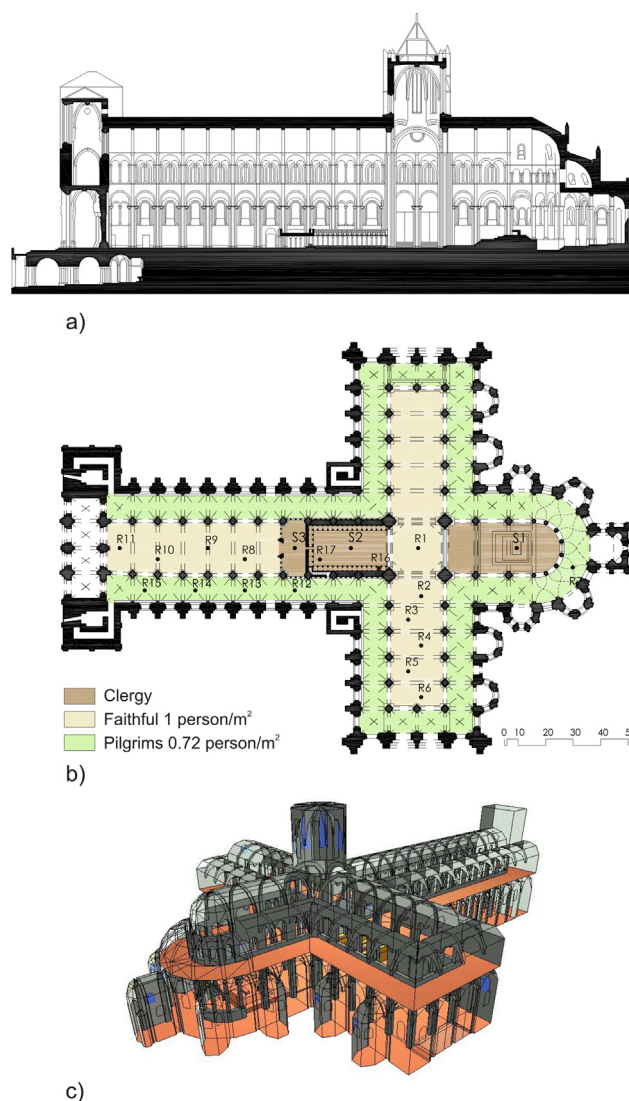 a)
R11
R10
R9
R8
S3
R17
S2
R16
R1
S1
R15
R14
R13
R12
R2
R3
R4
R5
R6
Clergy
Faithful 1 person/m²
Pilgrims 0.72 person/m²
0 5 10 20 30 40
b)
c)